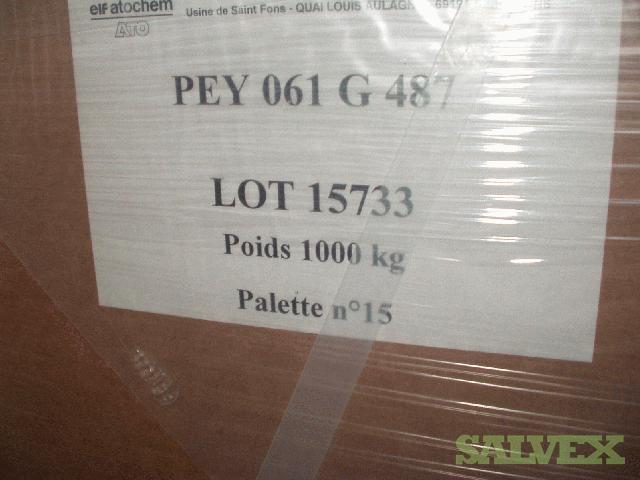 elf atochem
ATO
Usine de Saint Fons - QUAI LOUIS AULAGNE
PEY 061 G 487
LOT 15733
Poids 1000 kg
Palette n°15
SALVEX